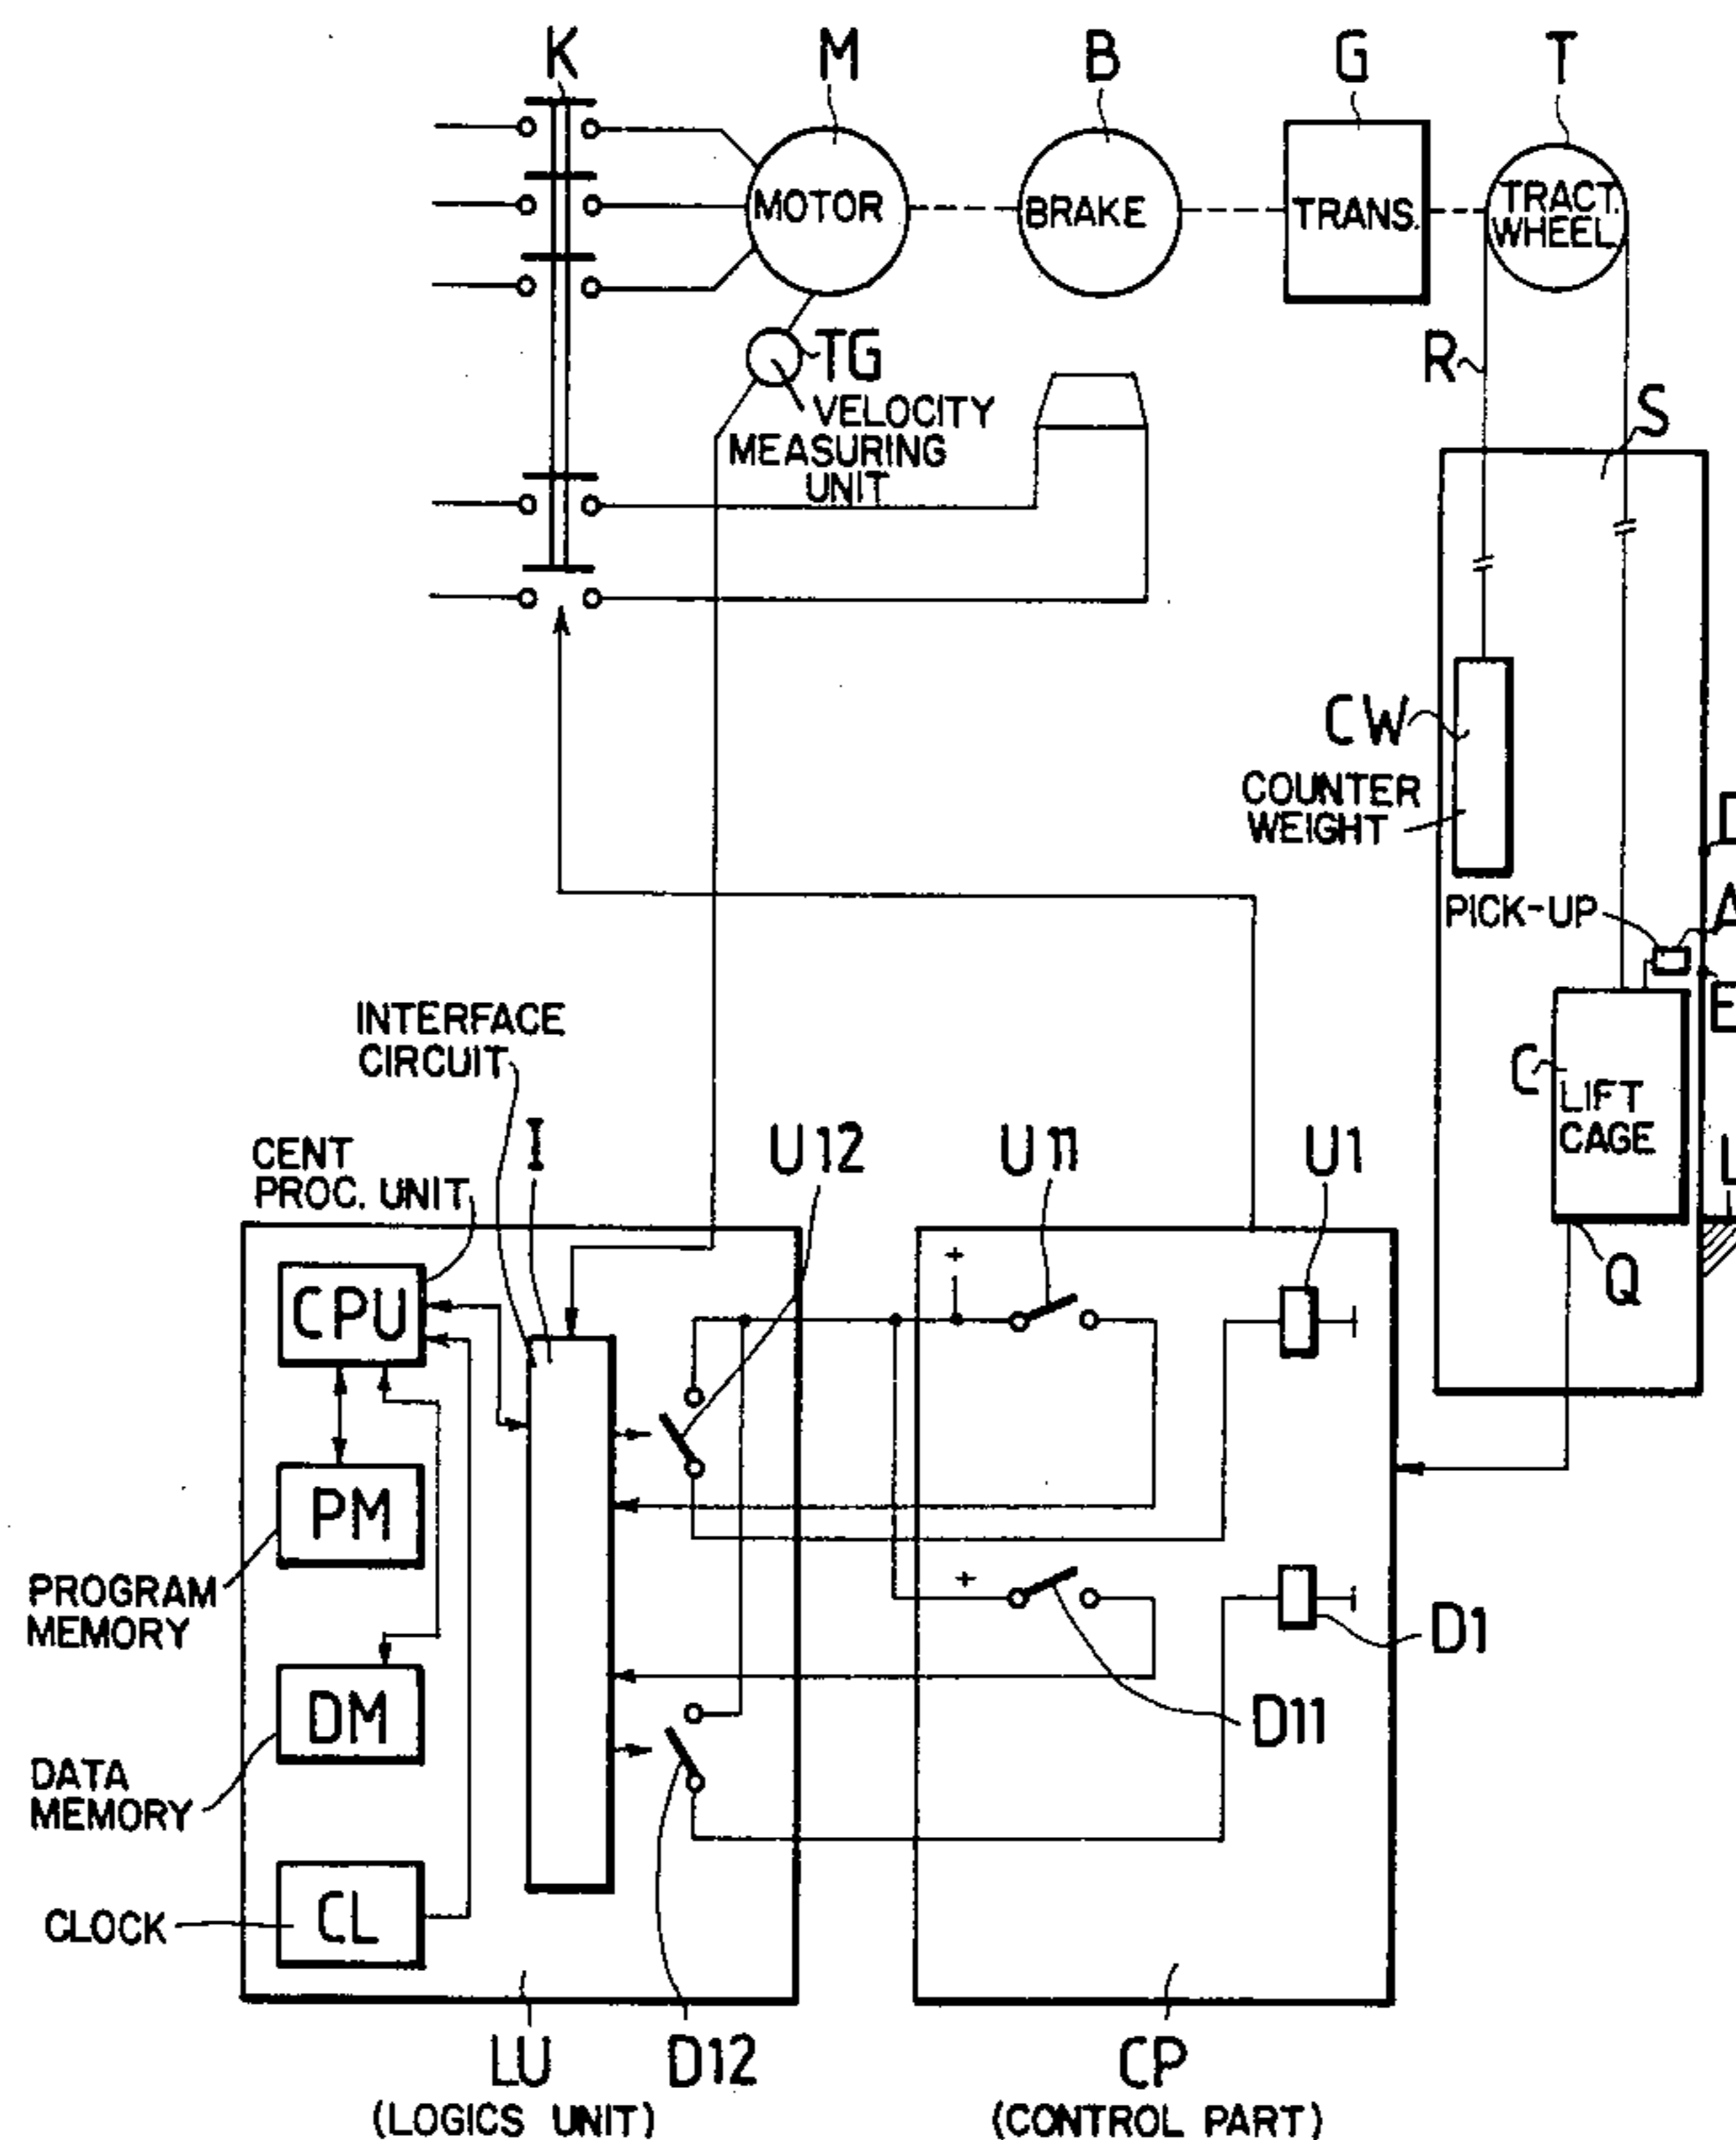 K
M
B
G
T
MOTOR
BRAKE
TRANS.
TRACT.
WHEEL
TG
VELOCITY
MEASURING
UNIT
R
S
CW
COUNTER
WEIGHT
PICK-UP
E
C
LIFT
CAGE
Q
INTERFACE
CIRCUIT
CENT
PROC. UNIT
I
U12
U11
U1
CPU
+
PM
PROGRAM
MEMORY
+
D1
DM
D11
DATA
MEMORY
CLOCK
CL
LU
(LOGICS UNIT)
D12
CP
(CONTROL PART)